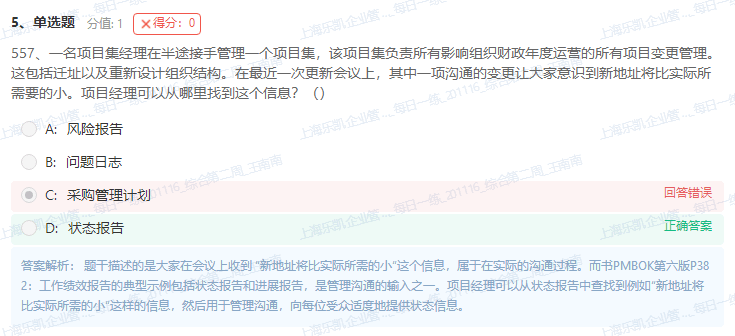 5、单选题 分值: 1 ×得分：0
557、一名项目集经理在半途接手管理一个项目集，该项目集负责所有影响组织财政年度运营的所有项目变更管理。
这包括迁址以及重新设计组织结构。在最近一次更新会议上，其中一项沟通的变更让大家意识到新地址将比实际所
需要的小。项目经理可以从哪里找到这个信息？（）
A: 风险报告
B: 问题日志
C: 采购管理计划 回答错误
D: 状态报告 正确答案
答案解析： 题干描述的是大家在会议上收到 “新地址将比实际所需的小”这个信息，属于在实际的沟通过程。而书PMBOK第六版P38
2：工作绩效报告的典型示例包括状态报告和进展报告，是管理沟通的输入之一。项目经理可以从状态报告中查找到例如“新地址将
比实际所需的小”这样的信息，然后用于管理沟通，向每位受众适度地提供状态信息。
上海乐凯企业管..._每日一练_201116_综合第二周_王南南